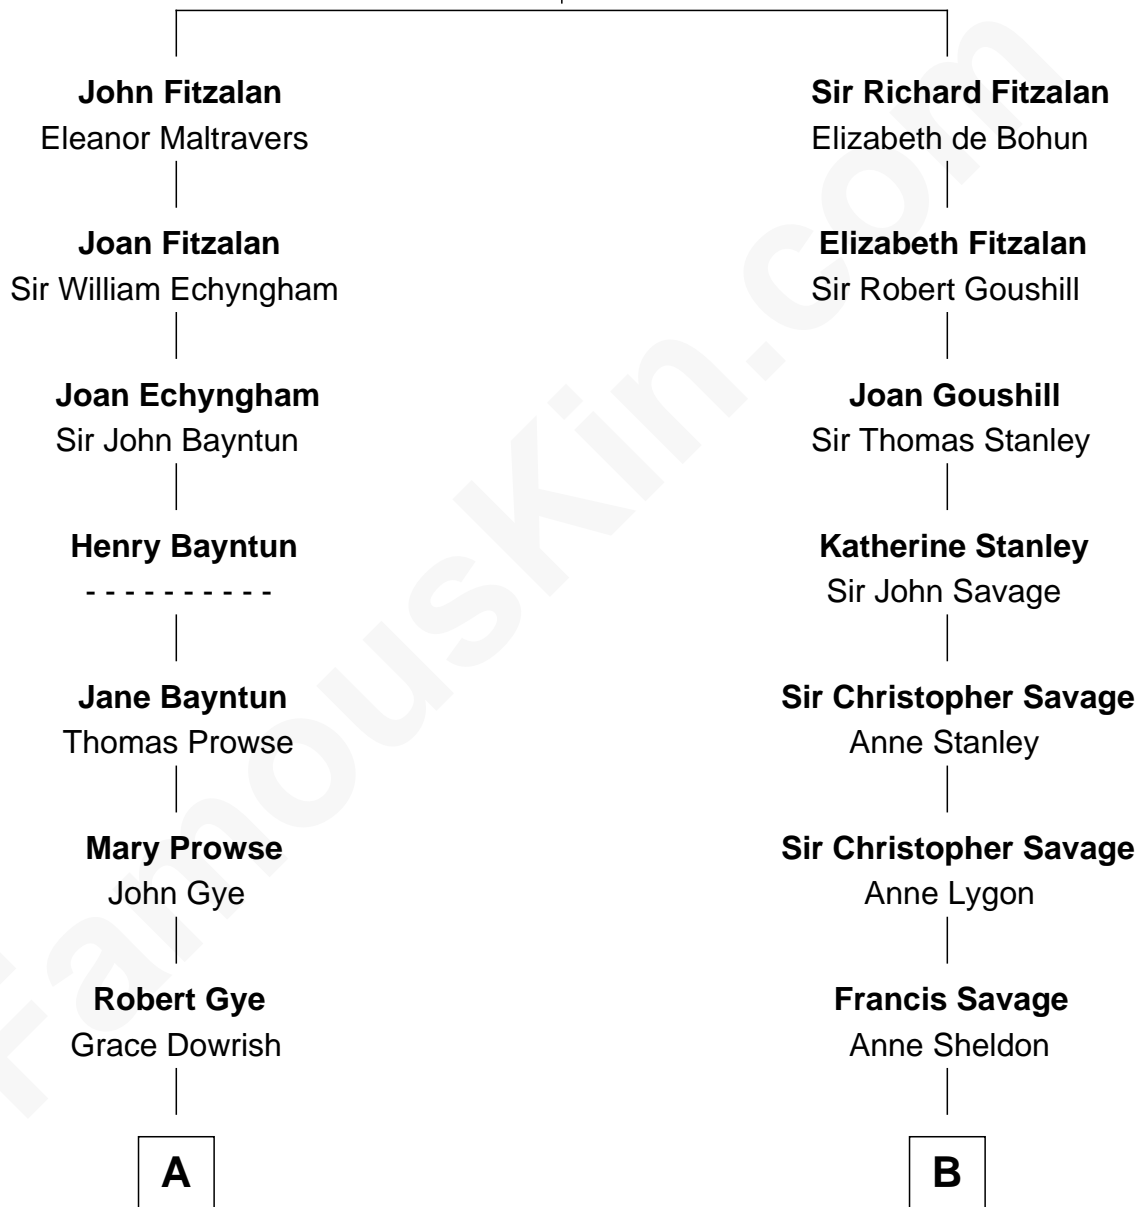 John Fitzalan
Eleanor Maltravers
Joan Fitzalan
Sir William Echyngham
Joan Echyngham
Sir John Bayntun
Henry Bayntun
- - - - - - - - - -
Jane Bayntun
Thomas Prowse
Mary Prowse
John Gye
Robert Gye
Grace Dowrish
A
Sir Richard Fitzalan
Elizabeth de Bohun
Elizabeth Fitzalan
Sir Robert Goushill
Joan Goushill
Sir Thomas Stanley
Katherine Stanley
Sir John Savage
Sir Christopher Savage
Anne Stanley
Sir Christopher Savage
Anne Lygon
Francis Savage
Anne Sheldon
B
FamousKin.com